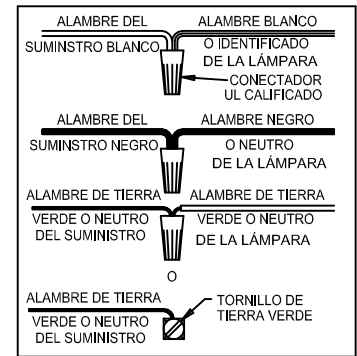 ALAMBRE DEL ALAMBRE BLANCO
SUMINSTRO BLANCO O IDENTIFICADO
DE LA LÁMPARA
CONECTADOR
UL CALIFICADO
ALAMBRE DEL ALAMBRE NEGRO
SUMINSTRO NEGRO O NEUTRO
DE LA LÁMPARA
ALAMBRE DE TIERRA ALAMBRE DE TIERRA
VERDE O NEUTRO VERDE O NEUTRO
DEL SUMINISTRO DE LA LÁMPARA
O
ALAMBRE DE TIERRA TORNILLO DE
VERDE O NEUTRO TIERRA VERDE
DEL SUMINISTRO